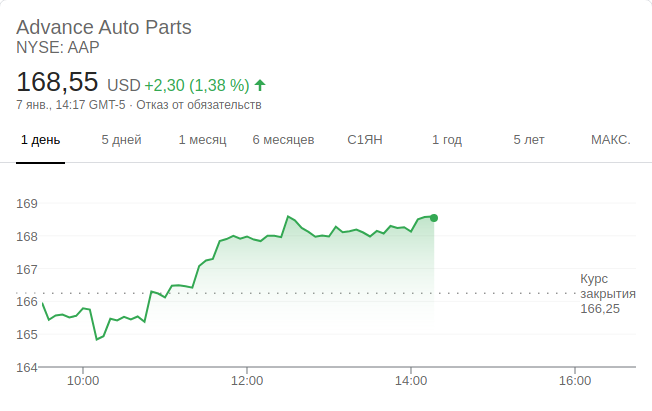 Advance Auto Parts
NYSE: AAP
168,55 USD +2,30 (1,38 %)
7 янв., 14:17 GMT-5 · Отказ от обязательств
1 день 5 дней 1 месяц 6 месяцев С1ЯН 1 год 5 лет МАКС.
169
168
167
Курс
закрытия
166,25
166
165
164
10:00 12:00 14:00 16:00